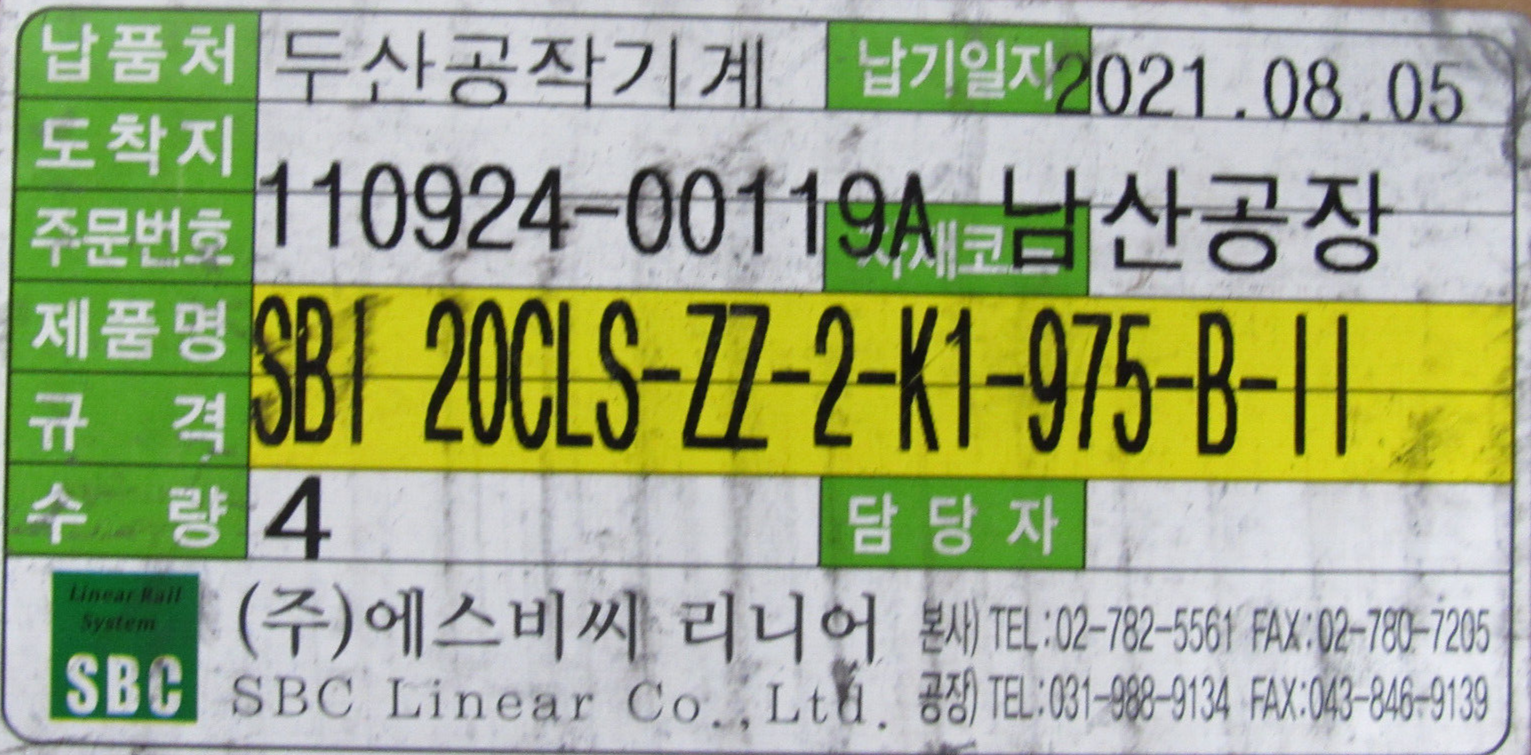 납품처 두산공작기계 납기일자 2021.08.05
도착지
110924-00119A 남산공장
주문번호 자재코드
제품명
SBI 20CLS-ZZ-2-K1-975-B-II
규 격
수 량 4 담 당 자
Linear Rail
System
SBC
(주)에스비씨 리니어 본사) TEL:02-782-5561 FAX:02-780-7205
SBC Linear Co.,Ltd. 공장) TEL:031-988-9134 FAX:043-846-9139